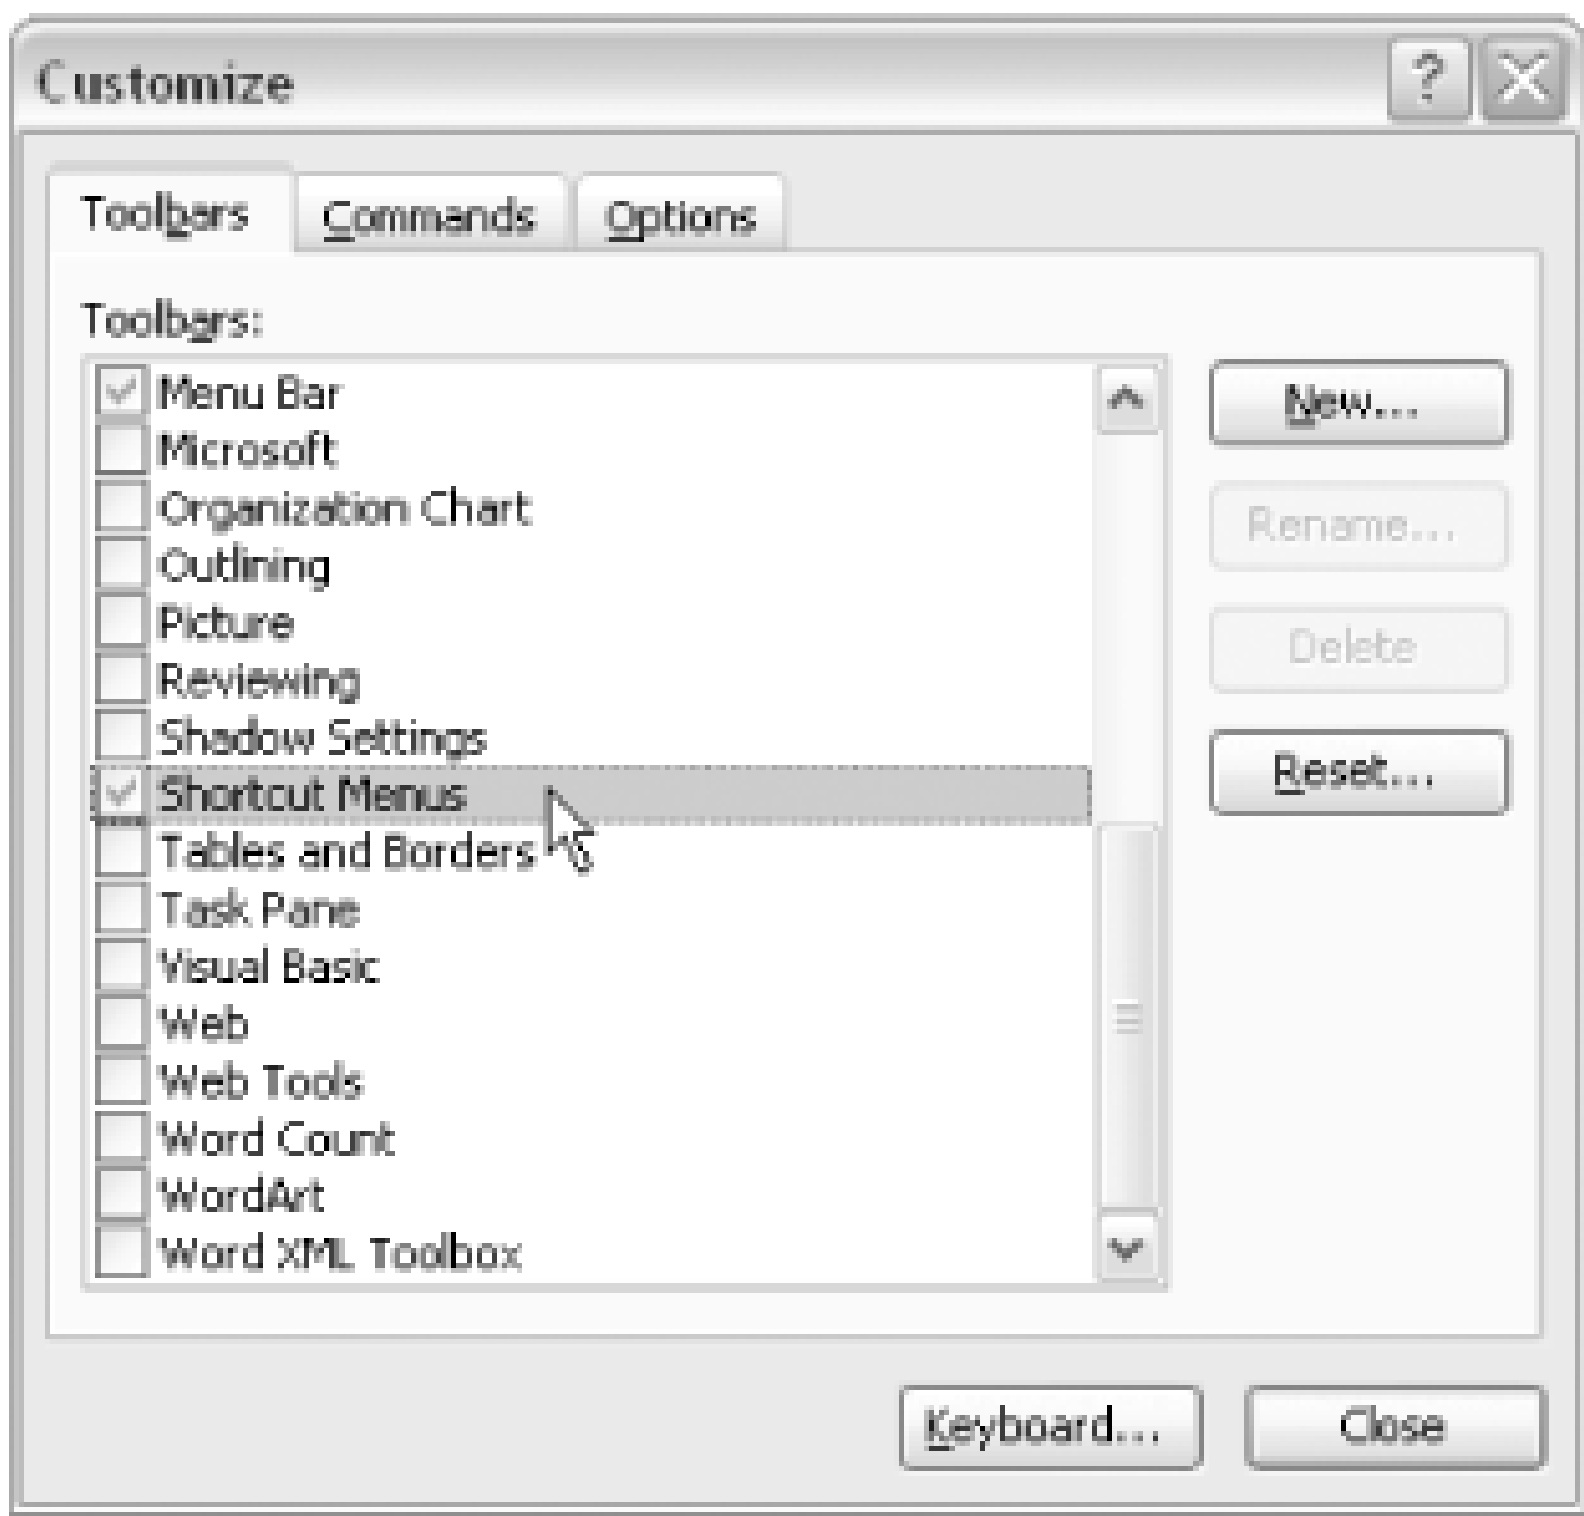 Customize
Toolbars Commands Options
Toolbars:
Menu Bar
Microsoft
Organization Chart
Outlining
Picture
Reviewing
Shadow Settings
Shortcut Menus
Tables and Borders
Task Pane
Visual Basic
Web
Web Tools
Word Count
WordArt
Word XML Toolbox
New...
Rename...
Delete
Reset...
Keyboard... Close